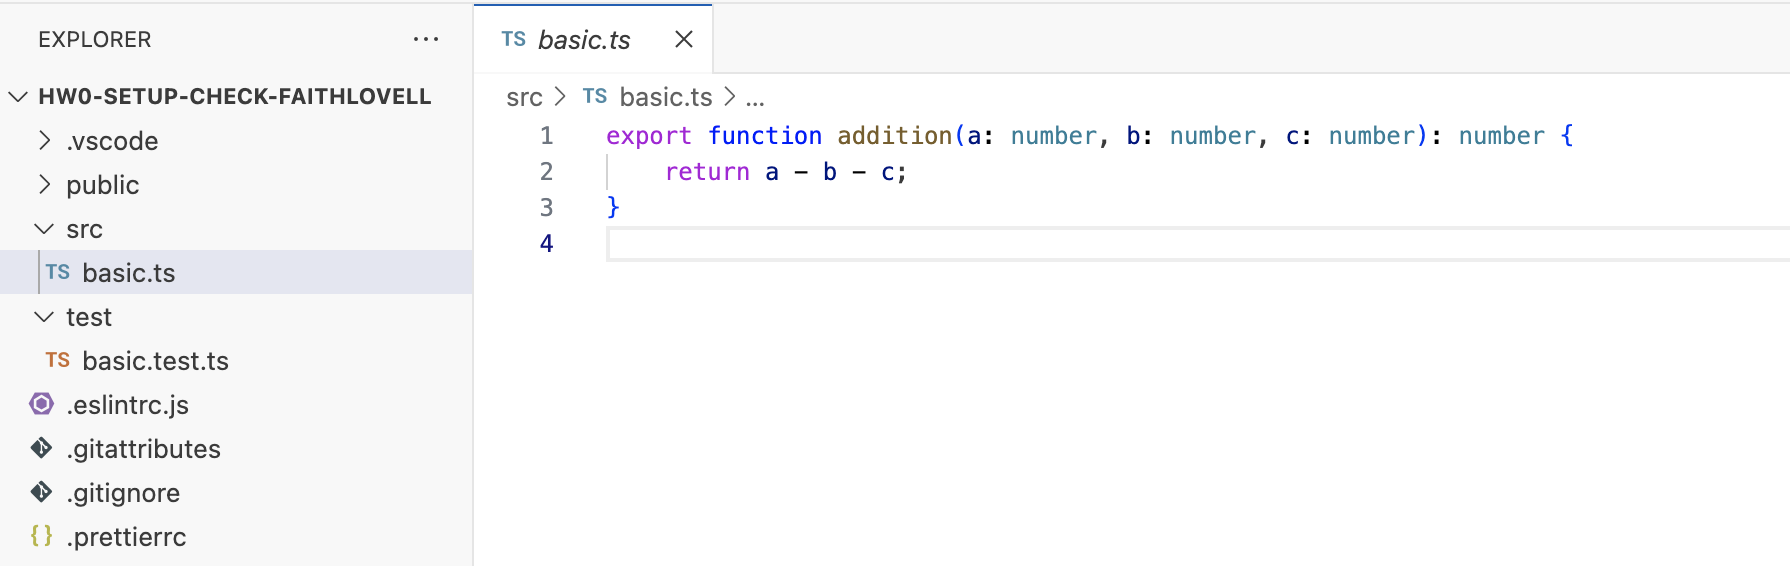 EXPLORER ...
HW0-SETUP-CHECK-FAITHLOVELL
.vscode
public
src
TS basic.ts
test
TS basic.test.ts
.eslintrc.js
.gitattributes
.gitignore
{} .prettierrc
TS basic.ts
src > TS basic.ts > ...
1 export function addition(a: number, b: number, c: number): number {
2     return a - b - c;
3 }
4